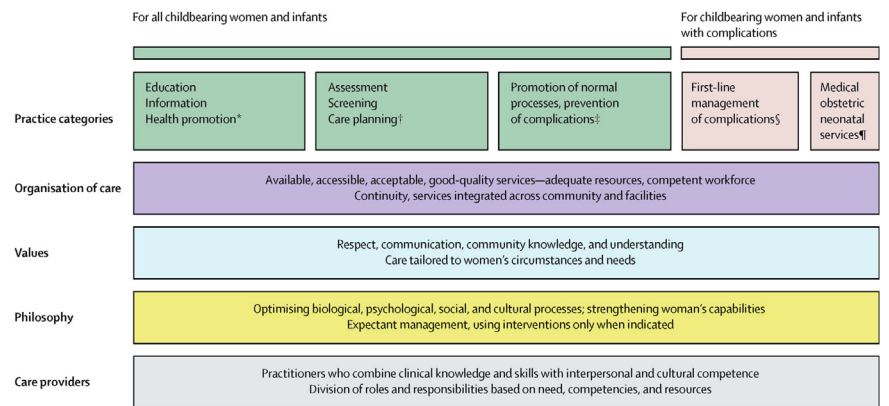 For all childbearing women and infants
For childbearing women and infants
with complications
Practice categories
Education
Information
Health promotion*
Assessment
Screening
Care planning†
Promotion of normal
processes, prevention
of complications‡
First-line
management
of complications§
Medical
obstetric
neonatal
services¶
Organisation of care
Available, accessible, acceptable, good-quality services—adequate resources, competent workforce
Continuity, services integrated across community and facilities
Values
Respect, communication, community knowledge, and understanding
Care tailored to women's circumstances and needs
Philosophy
Optimising biological, psychological, social, and cultural processes; strengthening woman's capabilities
Expectant management, using interventions only when indicated
Care providers
Practitioners who combine clinical knowledge and skills with interpersonal and cultural competence
Division of roles and responsibilities based on need, competencies, and resources